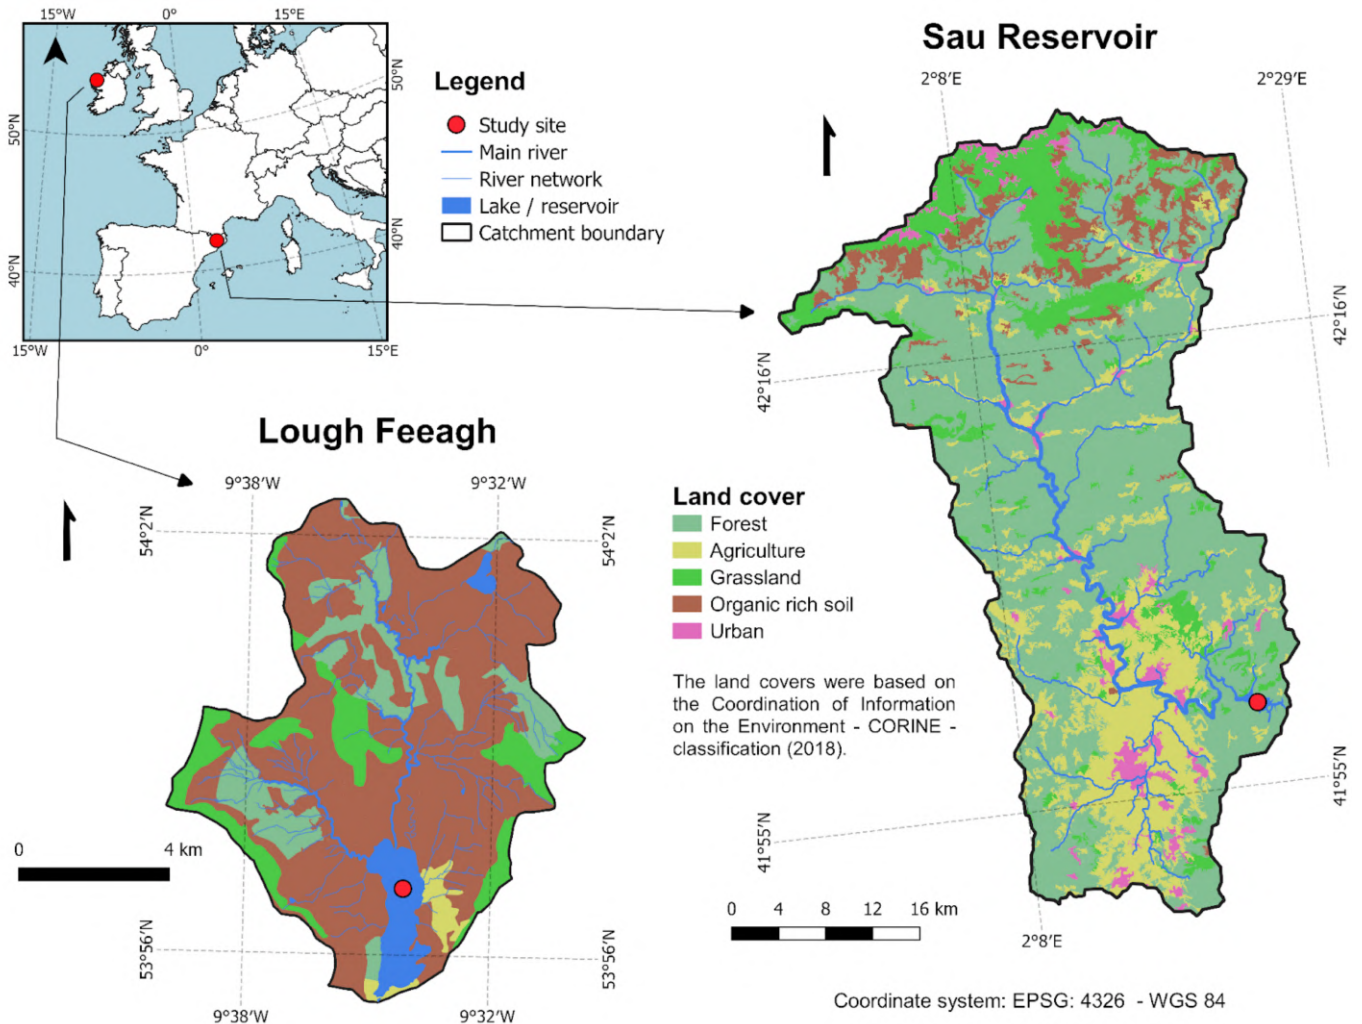 15°W 0° 15°E
50°N
50°N
40°N
40°N
15°W 0° 15°E
Legend
Study site
Main river
River network
Lake / reservoir
Catchment boundary
Sau Reservoir
2°8′E 2°29′E
42°16′N
42°16′N
41°55′N
41°55′N
2°8′E
0 4 8 12 16 km
Lough Feeagh
9°38′W 9°32′W
54°2′N
54°2′N
0 4 km
53°56′N
53°56′N
9°38′W 9°32′W
Land cover
Forest
Agriculture
Grassland
Organic rich soil
Urban
The land covers were based on
the Coordination of Information
on the Environment - CORINE -
classification (2018).
Coordinate system: EPSG: 4326 - WGS 84